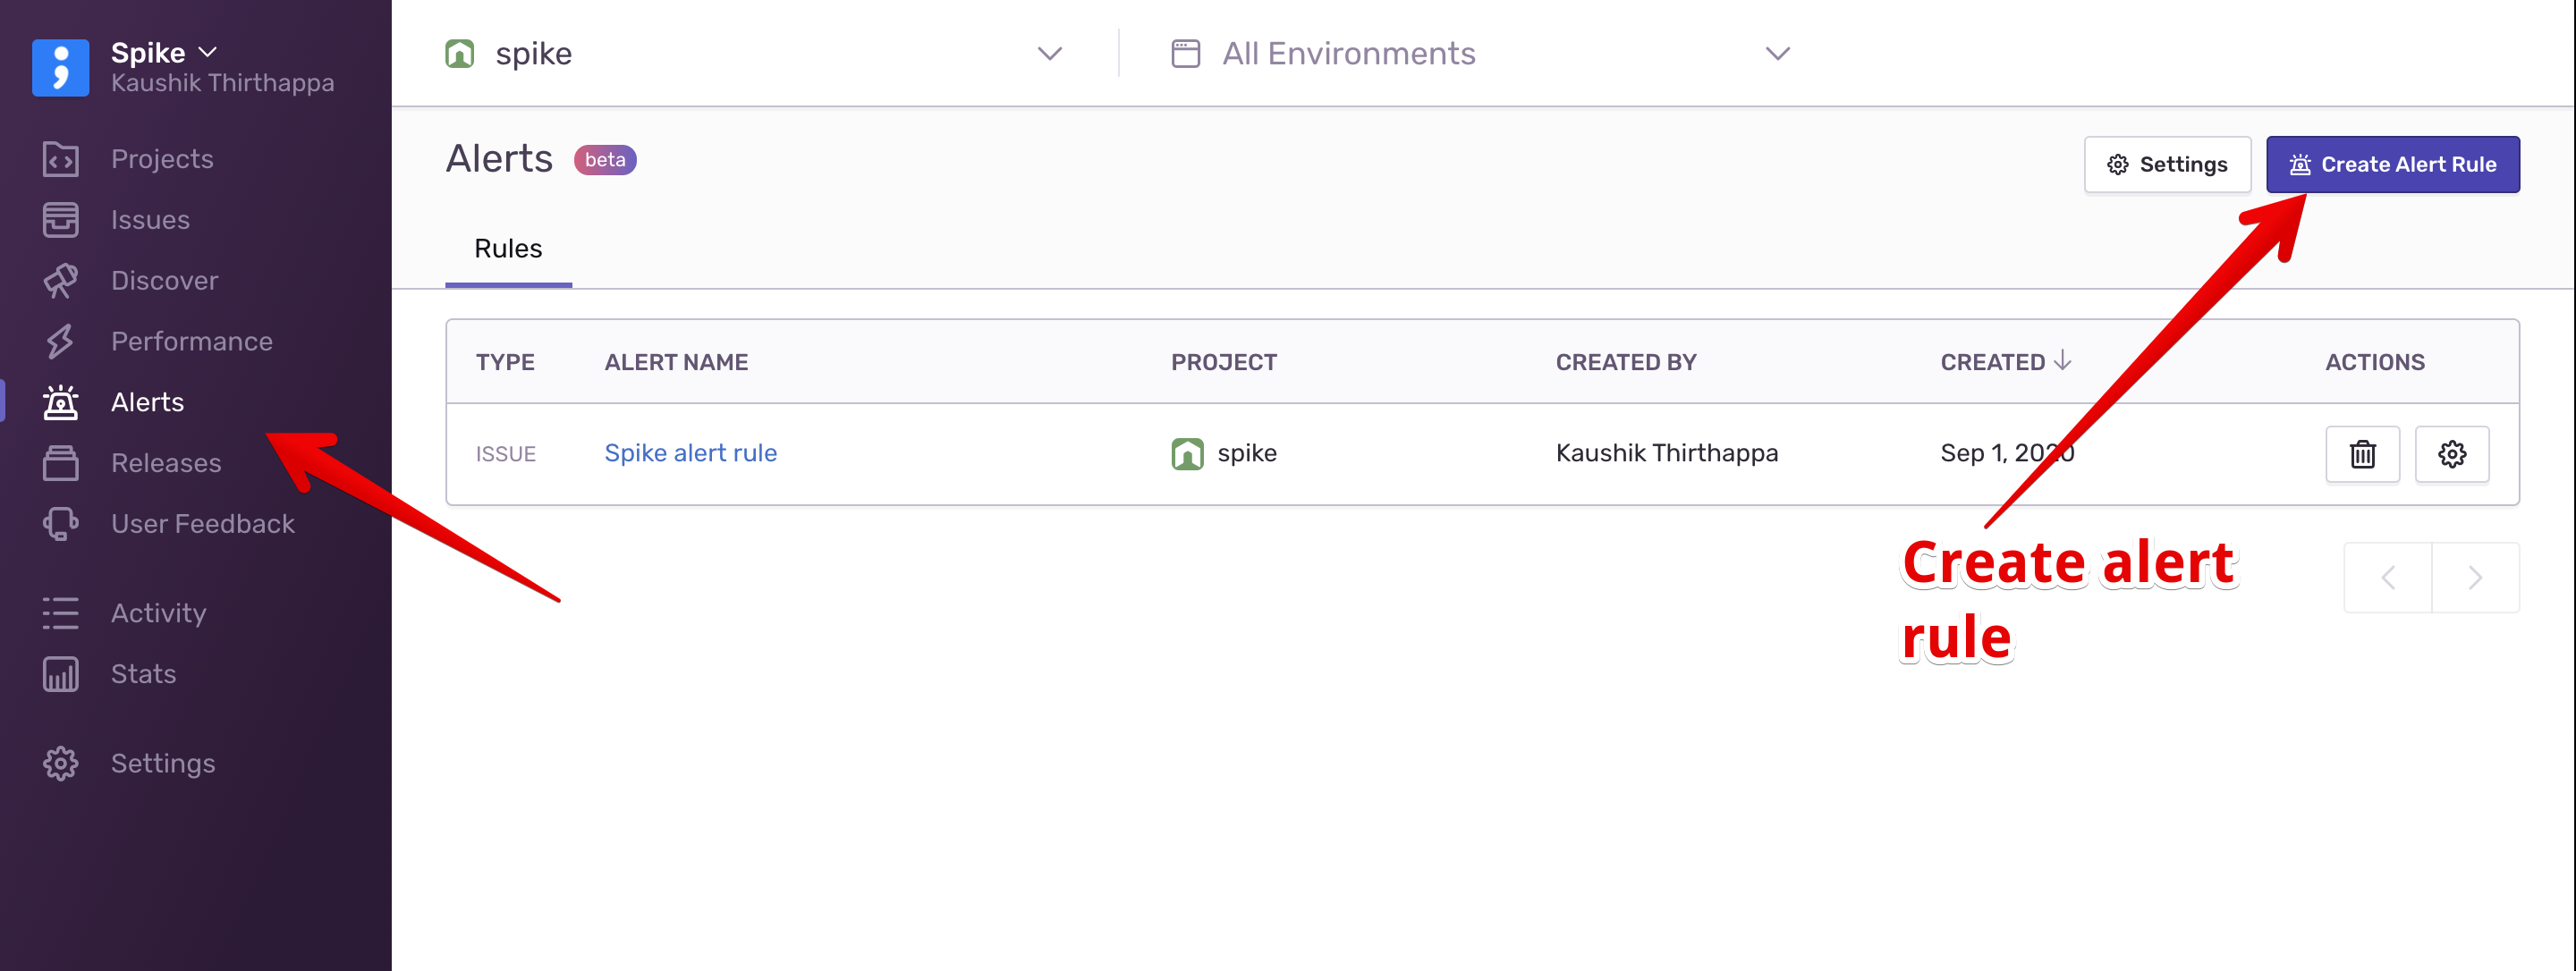 Spike
Kaushik Thirthappa
Projects
Issues
Discover
Performance
Alerts
Releases
User Feedback
Activity
Stats
Settings
spike
All Environments
Alerts beta
Settings
Create Alert Rule
Rules
TYPE ALERT NAME PROJECT CREATED BY CREATED ACTIONS
ISSUE Spike alert rule spike Kaushik Thirthappa Sep 1, 2020
Create alert
rule